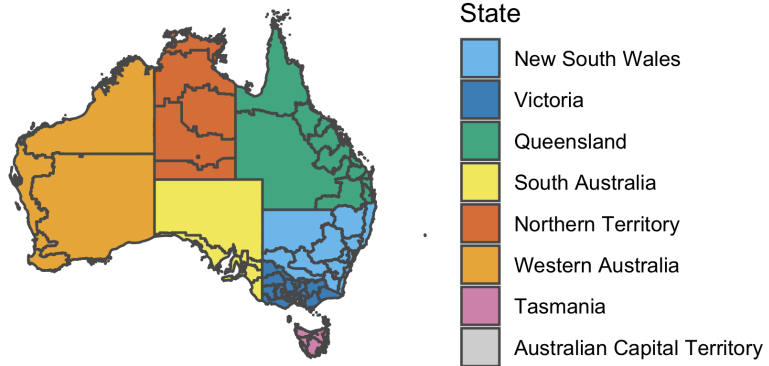 State
New South Wales
Victoria
Queensland
South Australia
Northern Territory
Western Australia
Tasmania
Australian Capital Territory